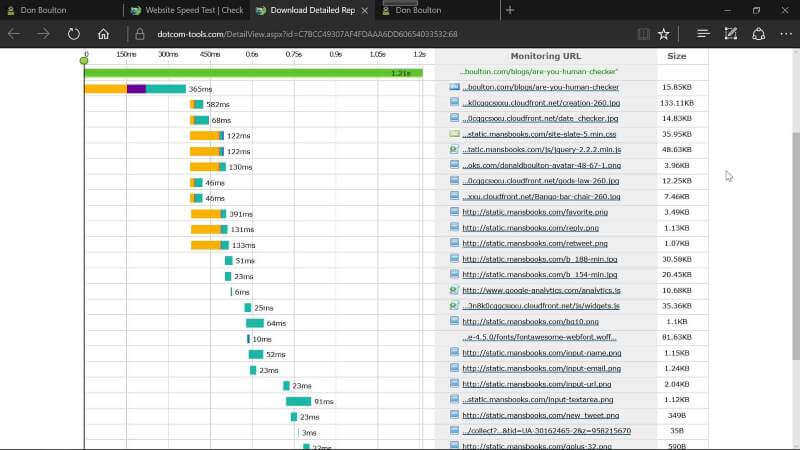 Don Boulton
Website Speed Test | Check
Download Detailed Rep
Don Boulton
dotcom-tools.com/DetailView.aspx?id=C7BCC49307AF4FDAAA6DD60654033532:68
0 150ms 300ms 450ms 0.6s 0.75s 0.9s 1.05s 1.2s Monitoring URL Size
1.21s ...boulton.com/blogs/are-you-human-checker"
365ms ...boulton.com/blogs/are-you-human-checker 15.85KB
582ms ...k0cqgcsxxu.cloudfront.net/creation-260.jpg 133.11KB
68ms ...0cqgcsxxu.cloudfront.net/date_checker.jpg 14.83KB
122ms ...static.mansbooks.com/site-slate-5.min.css 35.95KB
122ms ...tatic.mansbooks.com/js/jquery-2.2.2.min.js 48.63KB
130ms ...oks.com/donaldboulton-avatar-48-67-1.png 3.96KB
46ms ...0cqgcsxxu.cloudfront.net/gods-law-260.jpg 12.25KB
46ms ...xxu.cloudfront.net/Bango-bar-chair-260.jpg 7.46KB
391ms http://static.mansbooks.com/favorite.png 3.49KB
131ms http://static.mansbooks.com/reply.png 1.13KB
133ms http://static.mansbooks.com/retweet.png 1.07KB
51ms http://static.mansbooks.com/b_188-min.jpg 30.58KB
23ms http://static.mansbooks.com/b_154-min.jpg 20.45KB
6ms http://www.google-analytics.com/analytics.js 10.68KB
25ms ...3n8k0cqgcsxxu.cloudfront.net/js/widgets.js 35.36KB
64ms http://static.mansbooks.com/bg10.png 1.1KB
10ms ...e-4.5.0/fonts/fontawesome-webfont.woff... 81.63KB
52ms http://static.mansbooks.com/input-name.png 1.15KB
23ms http://static.mansbooks.com/input-email.png 1.24KB
23ms http://static.mansbooks.com/input-url.png 2.04KB
91ms ...static.mansbooks.com/input-textarea.png 1.12KB
23ms http://static.mansbooks.com/new_tweet.png 349B
3ms .../collect?...&tid=UA-30162465-2&z=958215670 35B
22ms http://static.mansbooks.com/gplus-32.png 590B